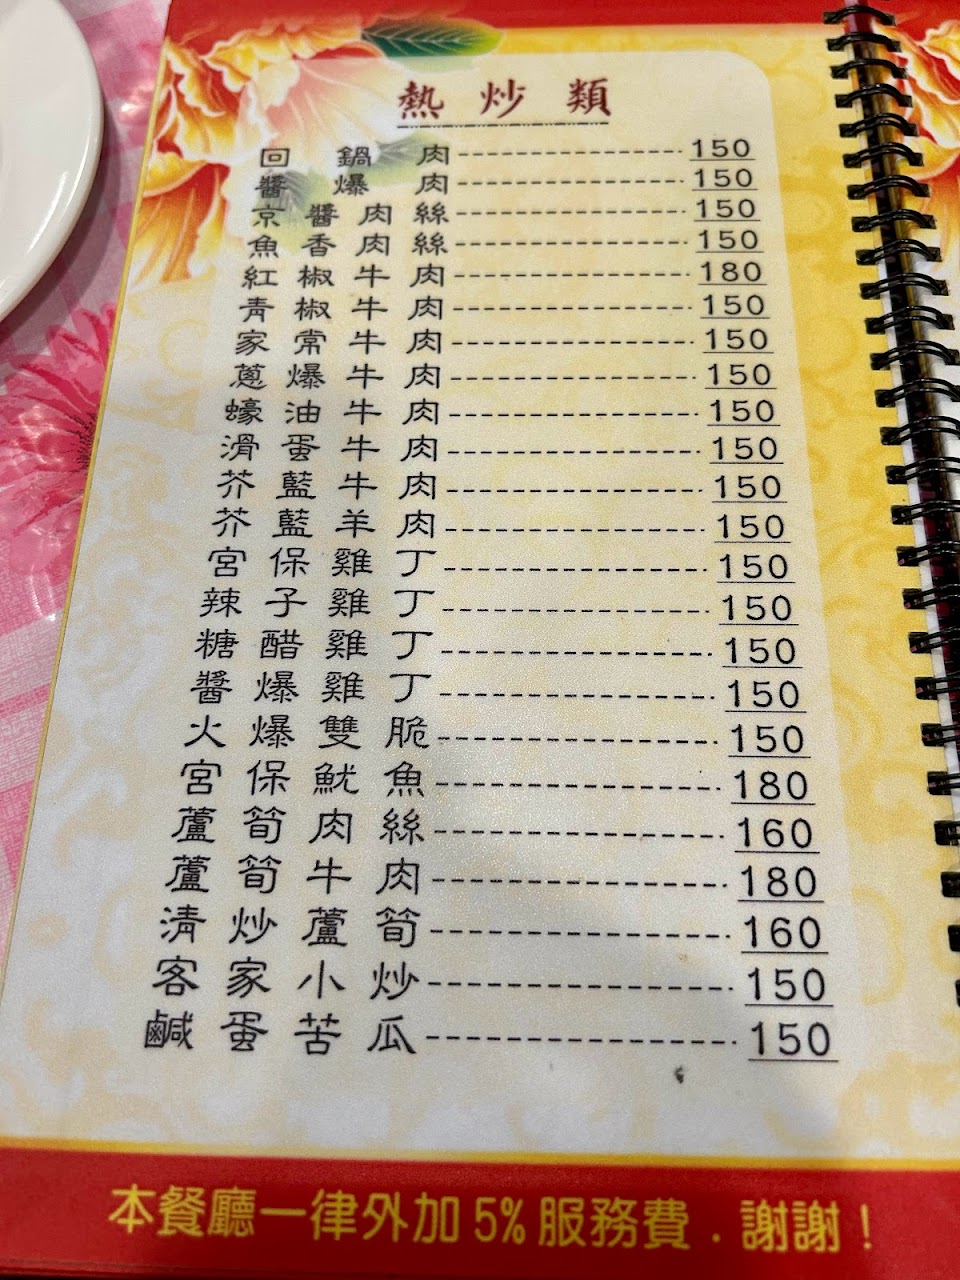 熱炒類
回鍋肉 150
醬爆肉 150
京醬肉絲 150
魚香肉絲 150
紅椒牛肉 180
青椒牛肉 150
家常牛肉 150
蔥爆牛肉 150
蠔油牛肉 150
滑蛋牛肉 150
芥藍牛肉 150
芥藍羊肉 150
宮保雞丁 150
辣子雞丁 150
糖醋雞丁 150
醬爆雞丁 150
火爆雙脆 150
宮保魷魚 180
蘆筍肉絲 160
蘆筍牛肉 180
清炒蘆筍 160
客家小炒 150
鹹蛋苦瓜 150
本餐廳一律外加5%服務費.謝謝!